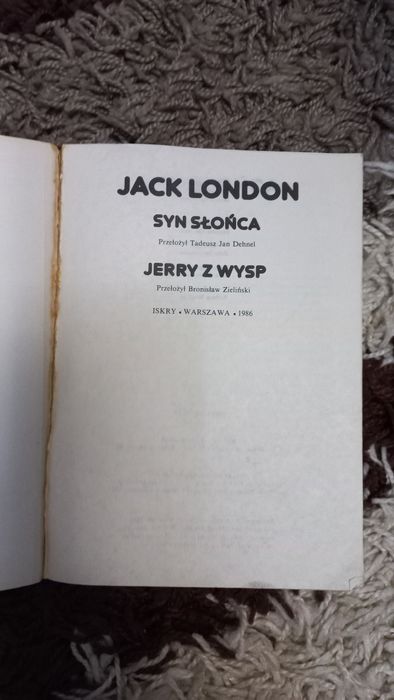 JACK LONDON
SYN SŁOŃCA
Przełożył Tadeusz Jan Dehnel
JERRY Z WYSP
Przełożył Bronisław Zieliński
ISKRY • WARSZAWA • 1986